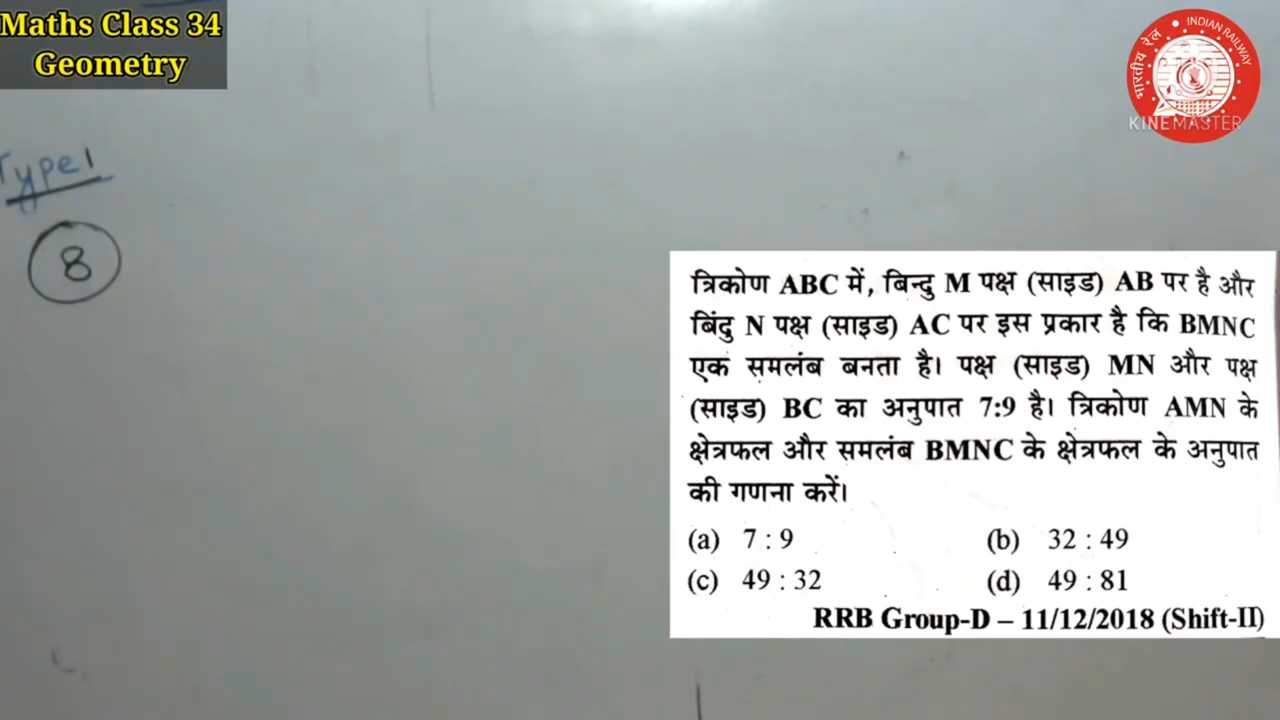 Maths Class 34
Geometry
भारतीय रेल
INDIAN RAILWAY
KINEMASTER
Type 1
8
त्रिकोण ABC में, बिन्दु M पक्ष (साइड) AB पर है और
बिंदु N पक्ष (साइड) AC पर इस प्रकार है कि BMNC
एक समलंब बनता है। पक्ष (साइड) MN और पक्ष
(साइड) BC का अनुपात 7:9 है। त्रिकोण AMN के
क्षेत्रफल और समलंब BMNC के क्षेत्रफल के अनुपात
की गणना करें।
(a) 7 : 9 (b) 32 : 49
(c) 49 : 32 (d) 49 : 81
RRB Group-D – 11/12/2018 (Shift-II)